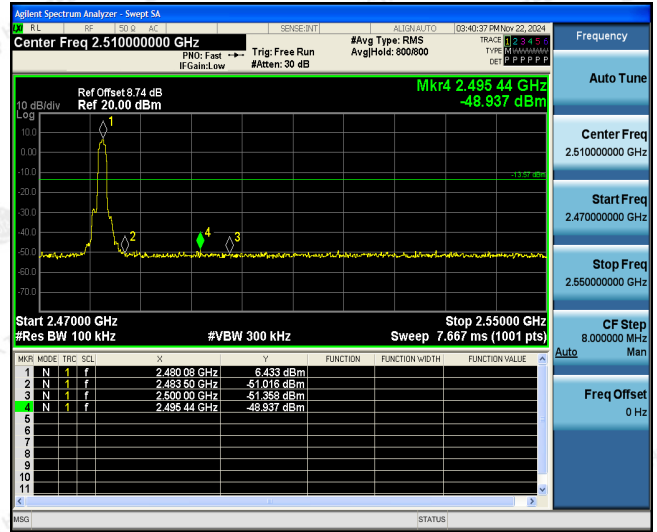 Agilent Spectrum Analyzer - Swept SA
LXI RL RF 50 Ω AC SENSE:INT ALIGN AUTO 03:40:37 PM Nov 22, 2024
Center Freq 2.510000000 GHz #Avg Type: RMS TRACE 1 2 3 4 5 6
PNO: Fast Trig: Free Run Avg|Hold: 800/800 TYPE M
IFGain:Low #Atten: 30 dB DET P P P P P P
Mkr4 2.495 44 GHz
-48.937 dBm
Ref Offset 8.74 dB
10 dB/div Ref 20.00 dBm
Log
10.0
0.00
-10.0
-20.0
-30.0
-40.0
-50.0
-60.0
-70.0
1
2
4
3
-13.57 dBm
Start 2.47000 GHz Stop 2.55000 GHz
#Res BW 100 kHz #VBW 300 kHz Sweep 7.667 ms (1001 pts)
MKR MODE TRC SCL X Y FUNCTION FUNCTION WIDTH FUNCTION VALUE
1 N 1 f 2.480 08 GHz 6.433 dBm
2 N 1 f 2.483 50 GHz -51.016 dBm
3 N 1 f 2.500 00 GHz -51.358 dBm
4 N 1 f 2.495 44 GHz -48.937 dBm
5
6
7
8
9
10
11
MSG STATUS
Frequency
Auto Tune
Center Freq
2.510000000 GHz
Start Freq
2.470000000 GHz
Stop Freq
2.550000000 GHz
CF Step
8.000000 MHz
Auto Man
Freq Offset
0 Hz